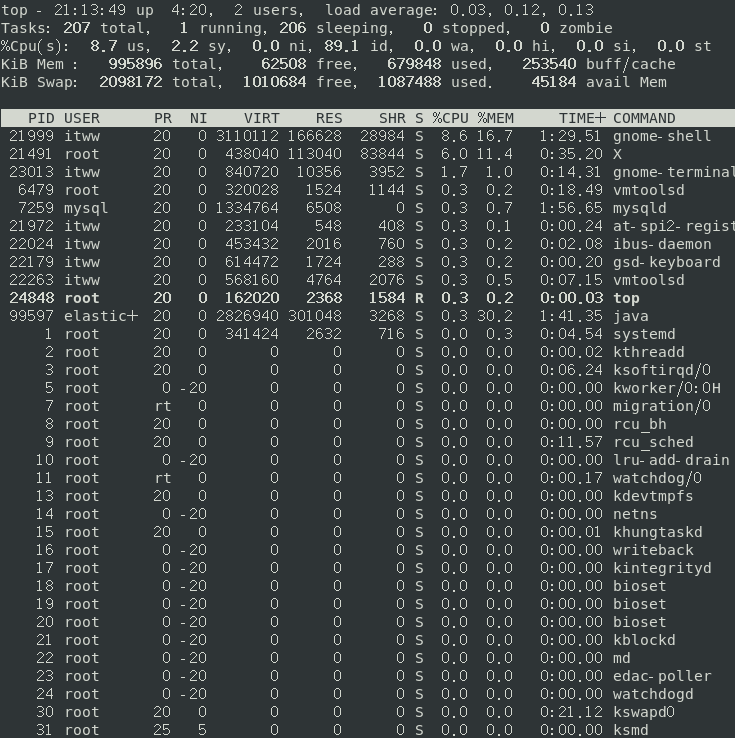 top - 21:13:49 up  4:20,  2 users,  load average: 0.03, 0.12, 0.13
Tasks: 207 total,   1 running, 206 sleeping,   0 stopped,   0 zombie
%Cpu(s):  8.7 us,  2.2 sy,  0.0 ni, 89.1 id,  0.0 wa,  0.0 hi,  0.0 si,  0.0 st
KiB Mem :   995896 total,    62508 free,   679848 used,   253540 buff/cache
KiB Swap:  2098172 total,  1010684 free,  1087488 used.    45184 avail Mem
PID USER      PR  NI    VIRT    RES    SHR S %CPU %MEM     TIME+ COMMAND
21999 itww      20   0 3110112 166628  28984 S  8.6 16.7   1:29.51 gnome-shell
21491 root      20   0  438040 113040  83844 S  6.0 11.4   0:35.20 X
23013 itww      20   0  840720  10356   3952 S  1.7  1.0   0:14.31 gnome-terminal
6479 root      20   0  320028   1524   1144 S  0.3  0.2   0:18.49 vmtoolsd
7259 mysql     20   0 1334764   6508      0 S  0.3  0.7   1:56.65 mysqld
21972 itww      20   0  233104    548    408 S  0.3  0.1   0:00.24 at-spi2-regist
22024 itww      20   0  453432   2016    760 S  0.3  0.2   0:02.08 ibus-daemon
22179 itww      20   0  614472   1724    288 S  0.3  0.2   0:00.20 gsd-keyboard
22263 itww      20   0  568160   4764   2076 S  0.3  0.5   0:07.15 vmtoolsd
24848 root      20   0  162020   2368   1584 R  0.3  0.2   0:00.03 top
99597 elastic+  20   0 2826940 301048   3268 S  0.3 30.2   1:41.35 java
1 root      20   0  341424   2632    716 S  0.0  0.3   0:04.54 systemd
2 root      20   0       0      0      0 S  0.0  0.0   0:00.02 kthreadd
3 root      20   0       0      0      0 S  0.0  0.0   0:06.24 ksoftirqd/0
5 root       0 -20       0      0      0 S  0.0  0.0   0:00.00 kworker/0:0H
7 root      rt   0       0      0      0 S  0.0  0.0   0:00.00 migration/0
8 root      20   0       0      0      0 S  0.0  0.0   0:00.00 rcu_bh
9 root      20   0       0      0      0 S  0.0  0.0   0:11.57 rcu_sched
10 root       0 -20       0      0      0 S  0.0  0.0   0:00.00 lru-add-drain
11 root      rt   0       0      0      0 S  0.0  0.0   0:00.17 watchdog/0
13 root      20   0       0      0      0 S  0.0  0.0   0:00.00 kdevtmpfs
14 root       0 -20       0      0      0 S  0.0  0.0   0:00.00 netns
15 root      20   0       0      0      0 S  0.0  0.0   0:00.01 khungtaskd
16 root       0 -20       0      0      0 S  0.0  0.0   0:00.00 writeback
17 root       0 -20       0      0      0 S  0.0  0.0   0:00.00 kintegrityd
18 root       0 -20       0      0      0 S  0.0  0.0   0:00.00 bioset
19 root       0 -20       0      0      0 S  0.0  0.0   0:00.00 bioset
20 root       0 -20       0      0      0 S  0.0  0.0   0:00.00 bioset
21 root       0 -20       0      0      0 S  0.0  0.0   0:00.00 kblockd
22 root       0 -20       0      0      0 S  0.0  0.0   0:00.00 md
23 root       0 -20       0      0      0 S  0.0  0.0   0:00.00 edac-poller
24 root       0 -20       0      0      0 S  0.0  0.0   0:00.00 watchdogd
30 root      20   0       0      0      0 S  0.0  0.0   0:21.12 kswapd0
31 root      25   5       0      0      0 S  0.0  0.0   0:00.00 ksmd